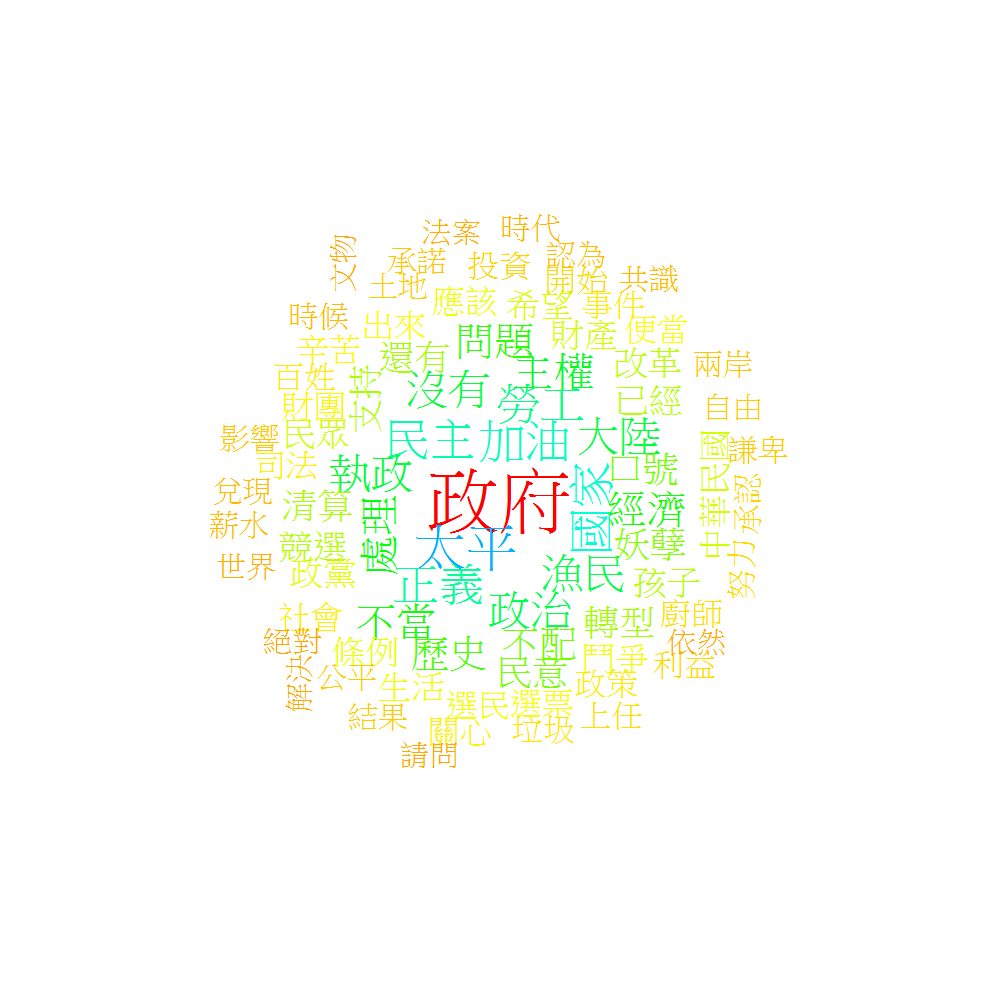 法案
時代
文物
承諾
投資
認為
土地
開始
共識
時候
出來
應該
希望
事件
辛苦
還有
問題
財產
便當
百姓
支持
沒有
主權
改革
兩岸
財團
勞工
已經
自由
影響
民眾
民主
加油
大陸
中華民國
謙卑
司法
執政
口號
兌現
清算
政府
國家
經濟
承認
薪水
競選
處理
太平
妖孽
世界
政黨
正義
漁民
孩子
努力
社會
不當
政治
轉型
廚師
絕對
條例
歷史
不配
鬥爭
依然
解決
公平
生活
民意
政策
利益
結果
選民
選票
上任
關心
垃圾
請問